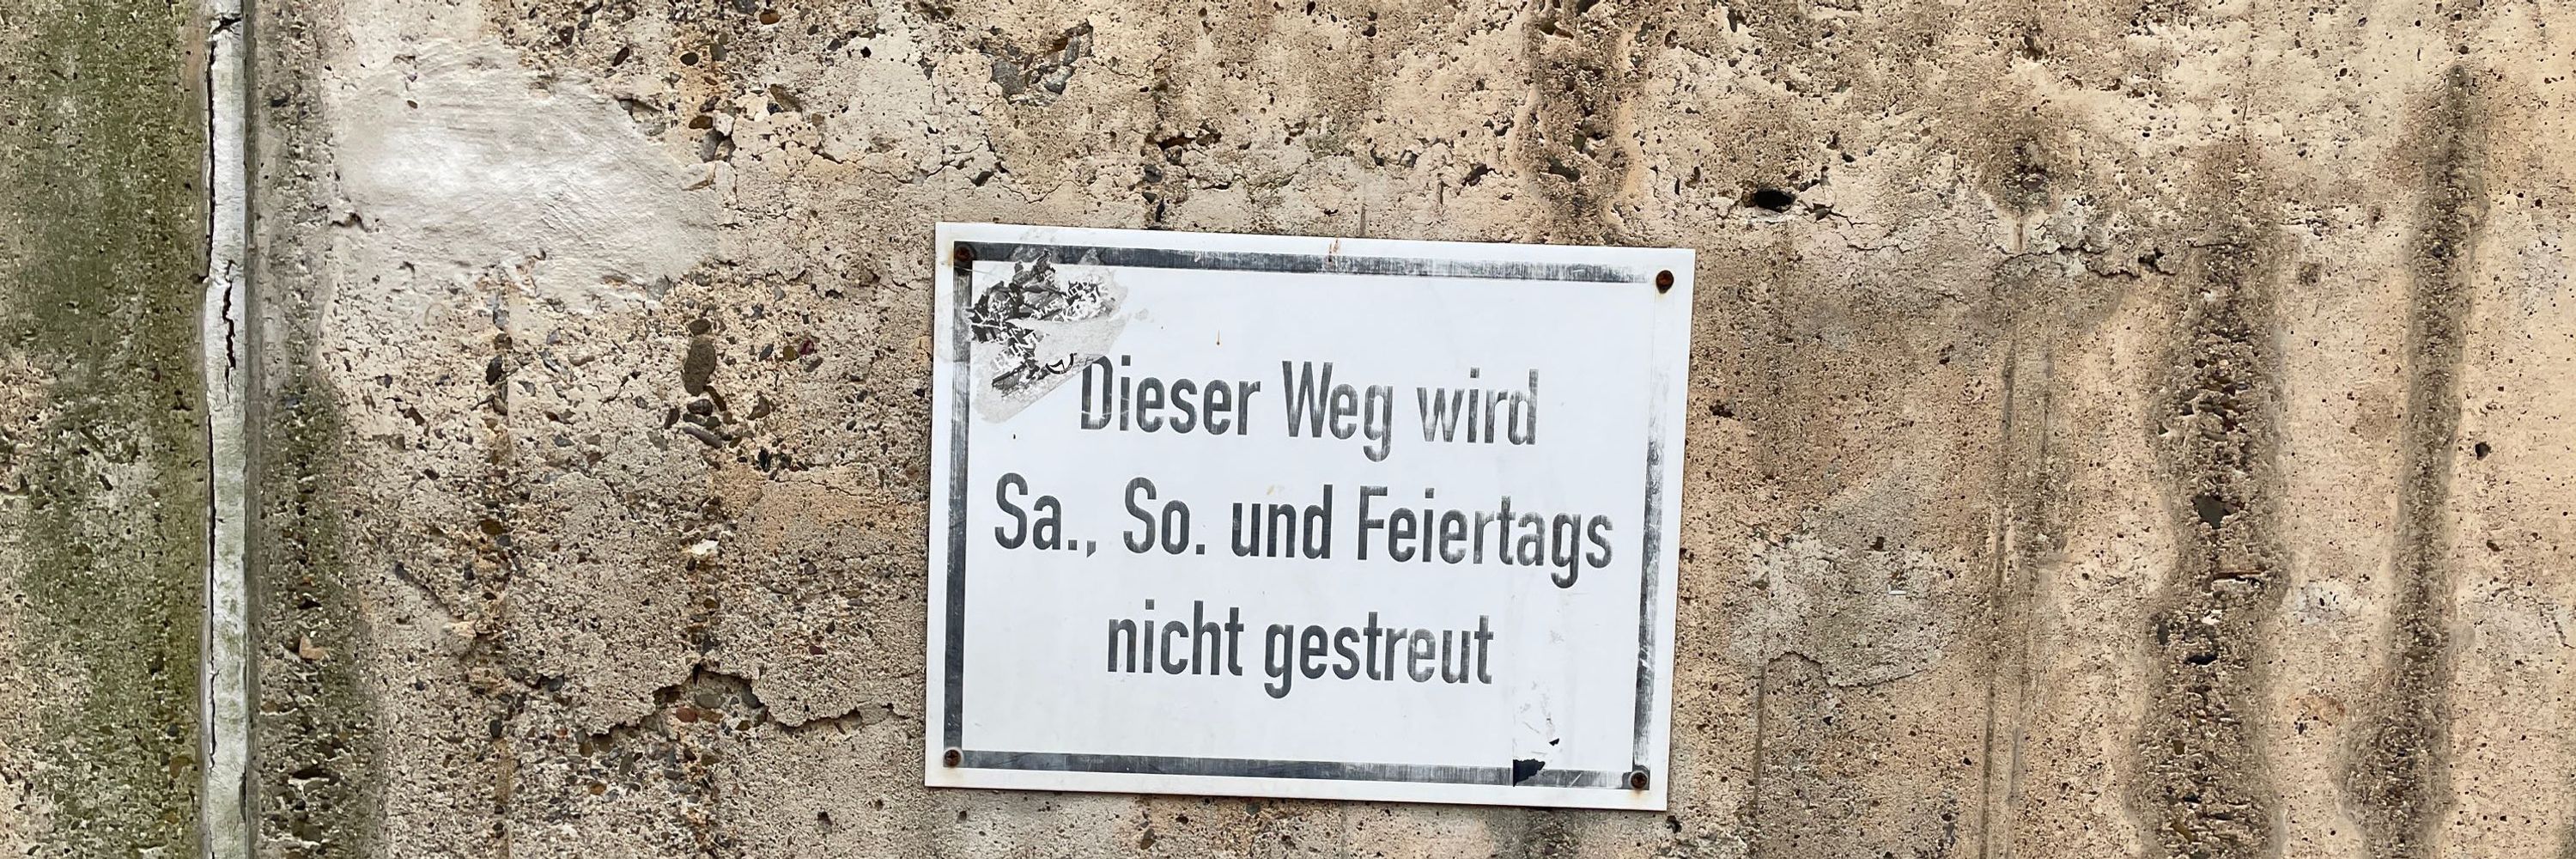 Dieser Weg wird
Sa., So. und Feiertags
nicht gestreut